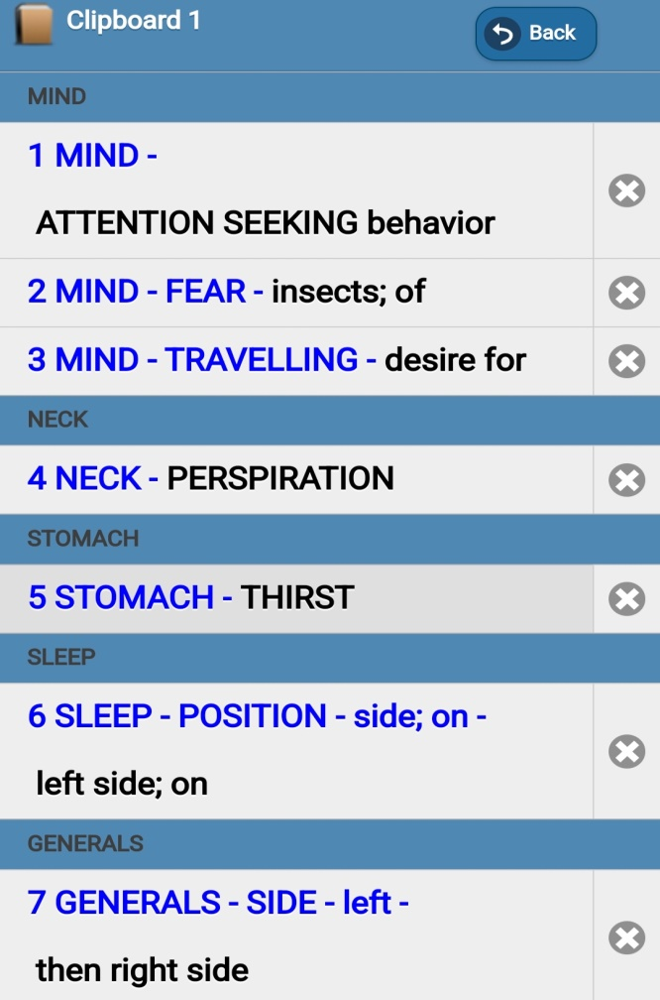 Clipboard 1
Back
MIND
1 MIND -
ATTENTION SEEKING behavior
2 MIND - FEAR - insects; of
3 MIND - TRAVELLING - desire for
NECK
4 NECK - PERSPIRATION
STOMACH
5 STOMACH - THIRST
SLEEP
6 SLEEP - POSITION - side; on -
left side; on
GENERALS
7 GENERALS - SIDE - left -
then right side